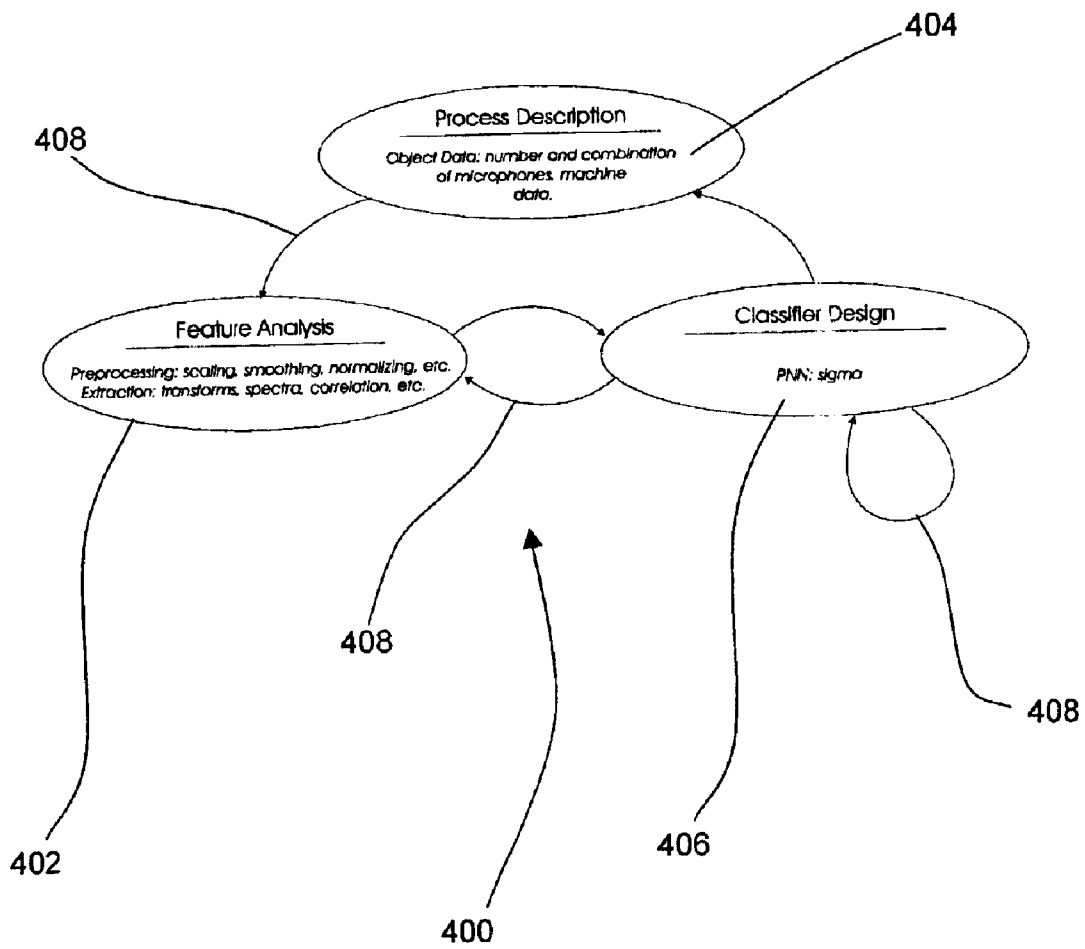 404
Process Description
Object Data: number and combination
of microphones, machine
data.
408
Feature Analysis
Preprocessing: scaling, smoothing, normalizing, etc.
Extraction: transforms, spectra, correlation, etc.
Classifier Design
PNN: sigma
408
408
402
406
400